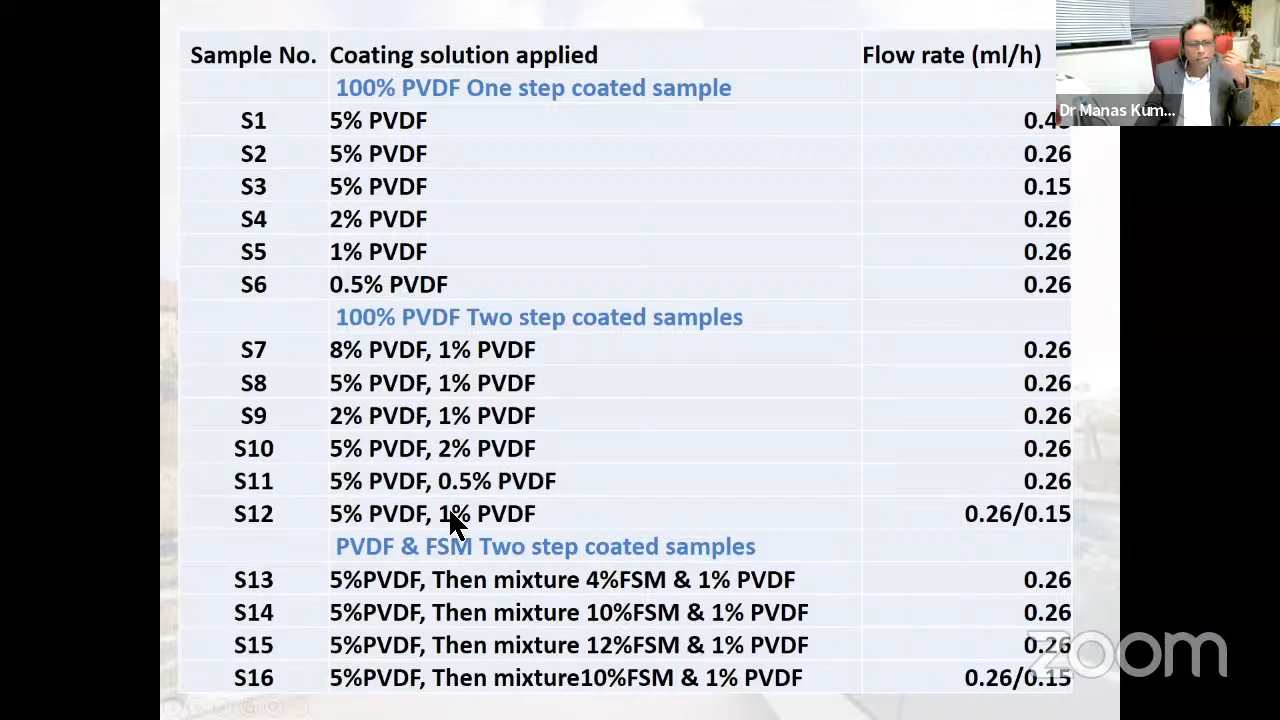 Sample No. Coating solution applied Flow rate (ml/h)
100% PVDF One step coated sample
S1 5% PVDF
S2 5% PVDF 0.26
S3 5% PVDF 0.15
S4 2% PVDF 0.26
S5 1% PVDF 0.26
S6 0.5% PVDF 0.26
100% PVDF Two step coated samples
S7 8% PVDF, 1% PVDF 0.26
S8 5% PVDF, 1% PVDF 0.26
S9 2% PVDF, 1% PVDF 0.26
S10 5% PVDF, 2% PVDF 0.26
S11 5% PVDF, 0.5% PVDF 0.26
S12 5% PVDF, 1% PVDF 0.26/0.15
PVDF & FSM Two step coated samples
S13 5%PVDF, Then mixture 4%FSM & 1% PVDF 0.26
S14 5%PVDF, Then mixture 10%FSM & 1% PVDF 0.26
S15 5%PVDF, Then mixture 12%FSM & 1% PVDF 0.26
S16 5%PVDF, Then mixture10%FSM & 1% PVDF 0.26/0.15
Dr Manas Kum...
zoom